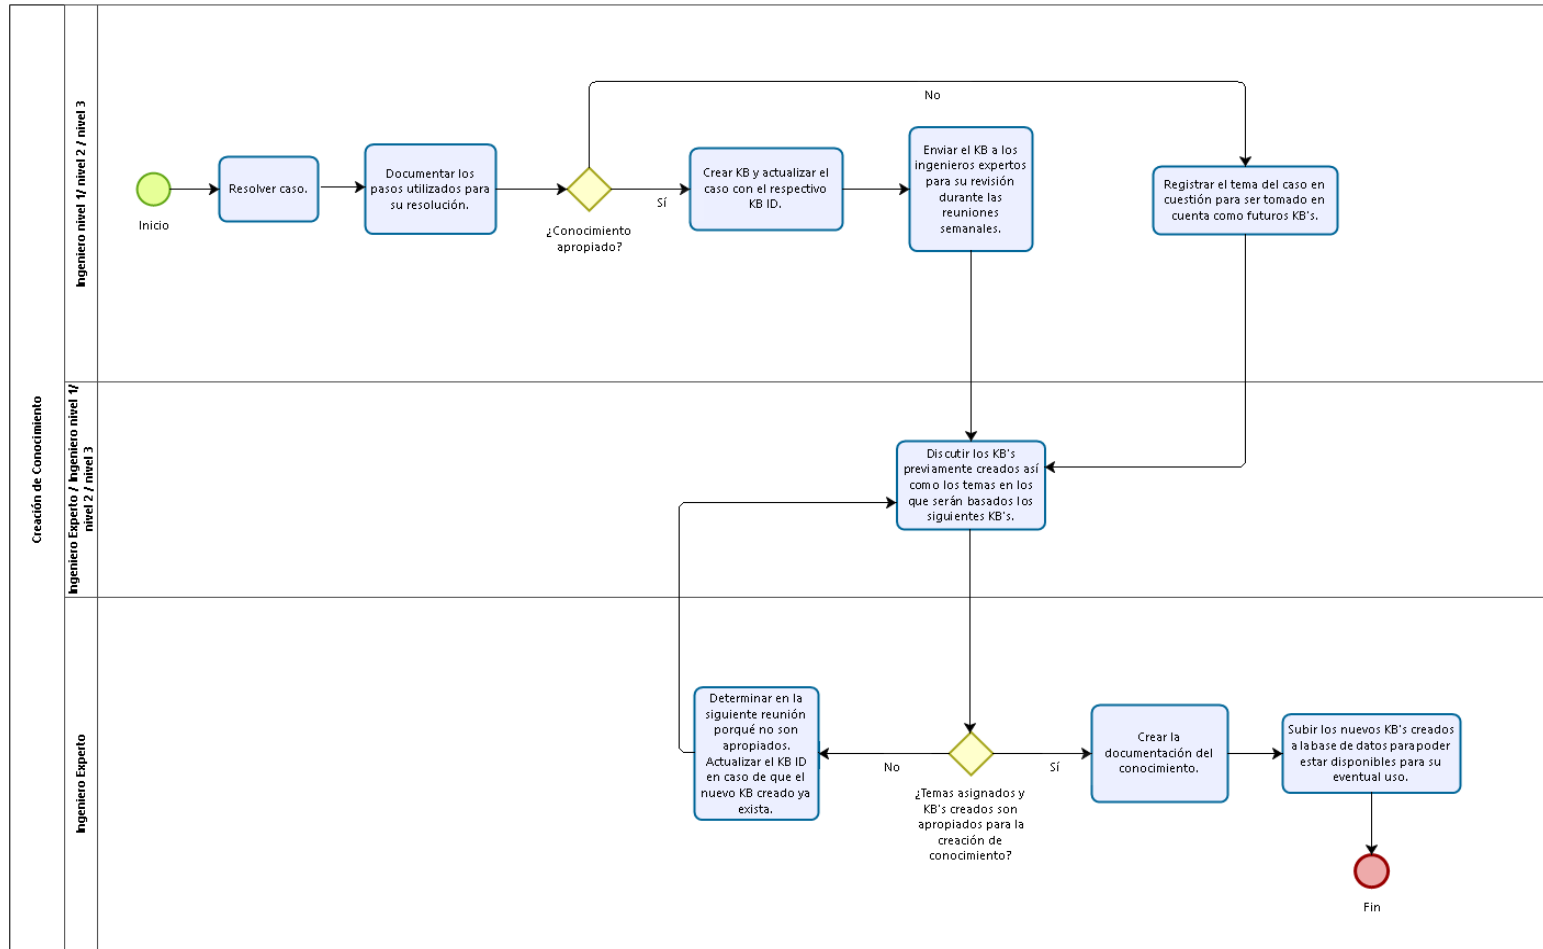 Creación de Conocimiento
Ingeniero nivel 1/ nivel 2 / nivel 3
Inicio
Resolver caso.
Documentar los
pasos utilizados para
su resolución.
¿Conocimiento
apropiado?
Sí
No
Crear KB y actualizar el
caso con el respectivo
KB ID.
Enviar el KB a los
ingenieros expertos
para su revisión
durante las
reuniones
semanales.
Registrar el tema del caso en
cuestión para ser tomado en
cuenta como futuros KB's.
Ingeniero Experto / Ingeniero nivel 1/
nivel 2 / nivel 3
Discutir los KB's
previamente creados así
como los temas en los
que serán basados los
siguientes KB's.
Ingeniero Experto
Determinar en la
siguiente reunión
porqué no son
apropiados.
Actualizar el KB ID
en caso de que el
nuevo KB creado ya
exista.
No
¿Temas asignados y
KB's creados son
apropiados para la
creación de
conocimiento?
Sí
Crear la
documentación del
conocimiento.
Subir los nuevos KB's creados
a la base de datos para poder
estar disponibles para su
eventual uso.
Fin